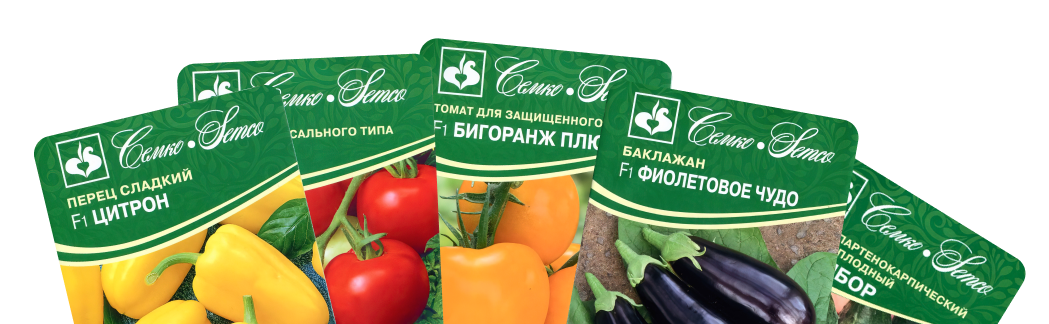 Семко • Semco
ПЕРЕЦ СЛАДКИЙ
F1 ЦИТРОН
Semco
САЛЬНОГО ТИПА
Семко
ТОМАТ ДЛЯ ЗАЩИЩЕННОГО
F1 БИГОРАНЖ ПЛЮ
Семко • Semco
БАКЛАЖАН
F1 ФИОЛЕТОВОЕ ЧУДО
Семко • Semco
ПАРТЕНОКАРПИЧЕСКИЙ
ПЛОДНЫЙ
БОР